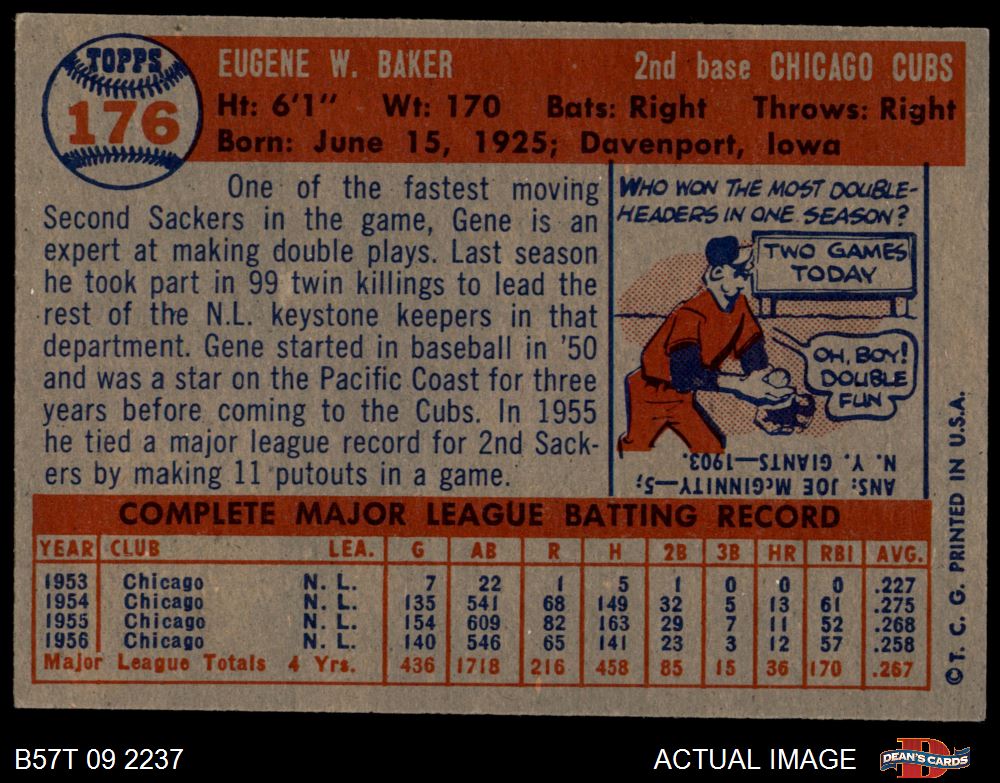 TOPPS
176
EUGENE W. BAKER 2nd base CHICAGO CUBS
Ht: 6'1" Wt: 170 Bats: Right Throws: Right
Born: June 15, 1925; Davenport, Iowa
One of the fastest moving
Second Sackers in the game, Gene is an
expert at making double plays. Last season
he took part in 99 twin killings to lead the
rest of the N.L. keystone keepers in that
department. Gene started in baseball in '50
and was a star on the Pacific Coast for three
years before coming to the Cubs. In 1955
he tied a major league record for 2nd Sack-
ers by making 11 putouts in a game.
WHO WON THE MOST DOUBLE-
HEADERS IN ONE SEASON?
TWO GAMES
TODAY
OH, BOY!
DOUBLE
FUN
ANS: JOE McGINNITY—5;
N. Y. GIANTS—1903.
COMPLETE MAJOR LEAGUE BATTING RECORD
YEAR CLUB LEA. G AB R H 2B 3B HR RBI AVG.
1953 Chicago N. L. 7 22 1 5 1 0 0 0 .227
1954 Chicago N. L. 135 541 68 149 32 5 13 61 .275
1955 Chicago N. L. 154 609 82 163 29 7 11 52 .268
1956 Chicago N. L. 140 546 65 141 23 3 12 57 .258
Major League Totals 4 Yrs. 436 1718 216 458 85 15 36 170 .267
©T. C. G. PRINTED IN U.S.A.
B57T 09 2237 ACTUAL IMAGE
D
DEAN'S CARDS